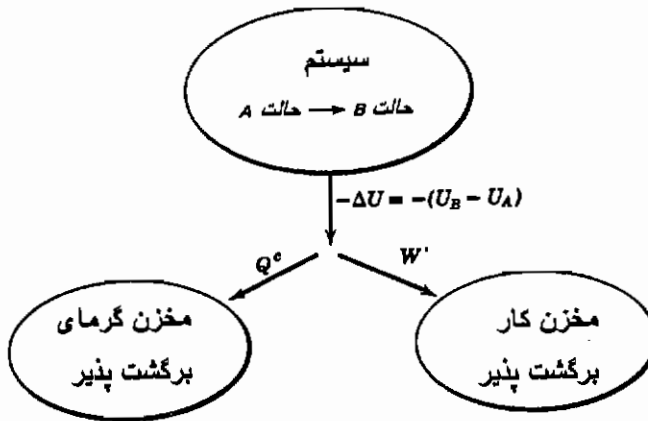 سیستم
حالت A ⟶ حالت B
−ΔU = −(U_B − U_A)
Q^c
W'
مخزن گرمای
برگشت پذیر
مخزن کار
برگشت پذیر